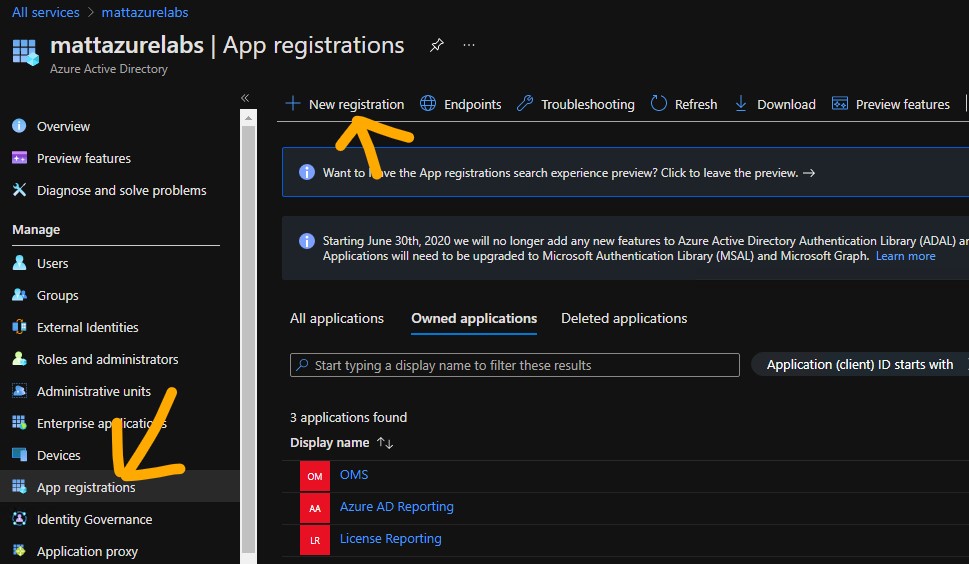 All services > mattazurelabs
mattazurelabs | App registrations
Azure Active Directory
Overview
Preview features
Diagnose and solve problems
Manage
Users
Groups
External Identities
Roles and administrators
Administrative units
Enterprise applications
Devices
App registrations
Identity Governance
Application proxy
New registration Endpoints Troubleshooting Refresh Download Preview features
Want to leave the App registrations search experience preview? Click to leave the preview. →
Starting June 30th, 2020 we will no longer add any new features to Azure Active Directory Authentication Library (ADAL) an
Applications will need to be upgraded to Microsoft Authentication Library (MSAL) and Microsoft Graph. Learn more
All applications Owned applications Deleted applications
Start typing a display name to filter these results Application (client) ID starts with
3 applications found
Display name ↑↓
OM OMS
AA Azure AD Reporting
LR License Reporting